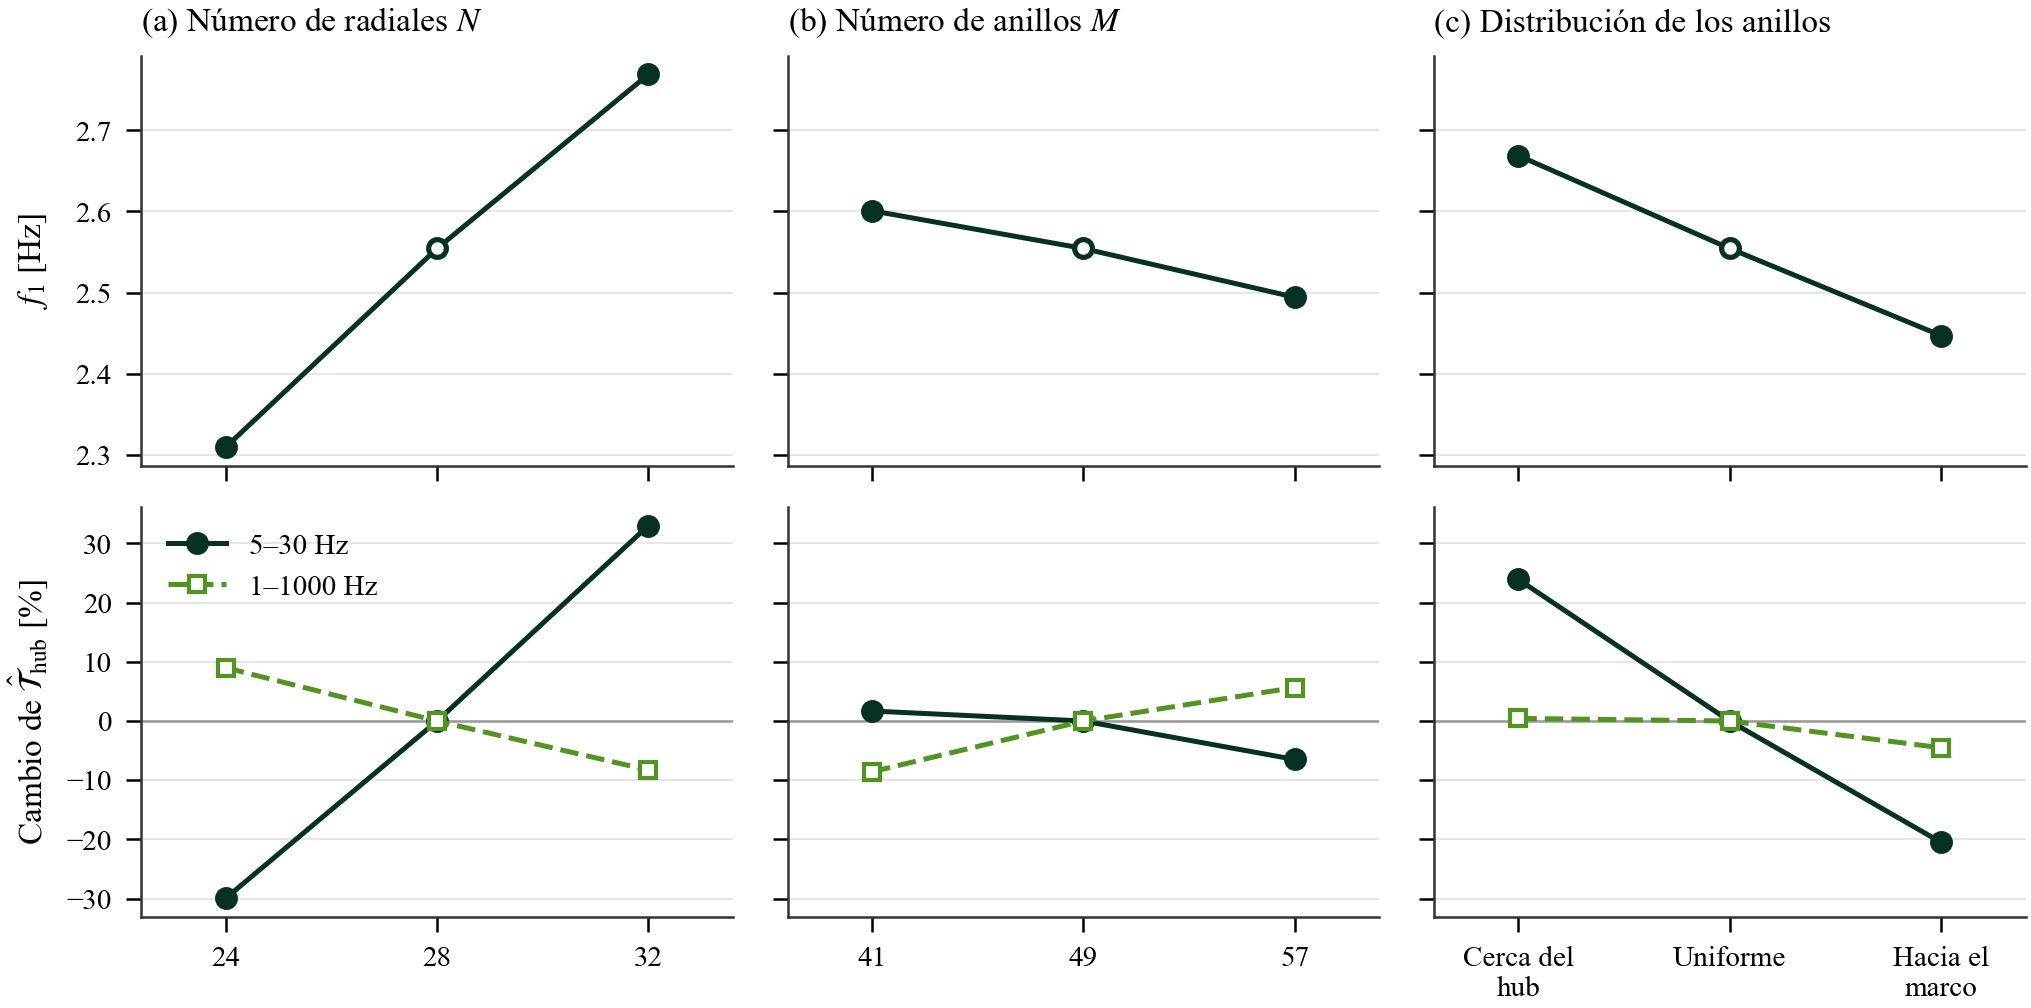 (a) Número de radiales N
(b) Número de anillos M
(c) Distribución de los anillos
f1 [Hz]
2.7
2.6
2.5
2.4
2.3
Cambio de 𝒯̂hub [%]
5–30 Hz
1–1000 Hz
30
20
10
0
−10
−20
−30
24 28 32
41 49 57
Cerca del
hub
Uniforme
Hacia el
marco